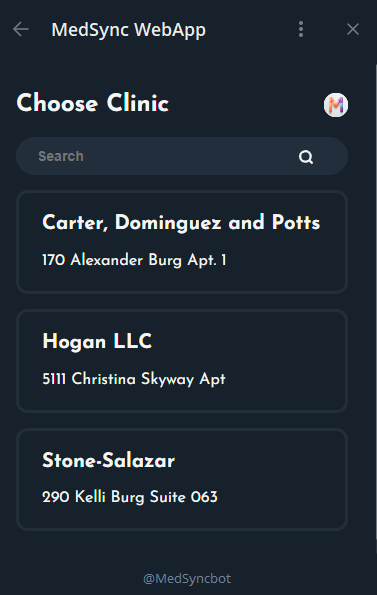 MedSync WebApp
Choose Clinic
Search
Carter, Dominguez and Potts
170 Alexander Burg Apt. 1
Hogan LLC
5111 Christina Skyway Apt
Stone-Salazar
290 Kelli Burg Suite 063
@MedSyncbot